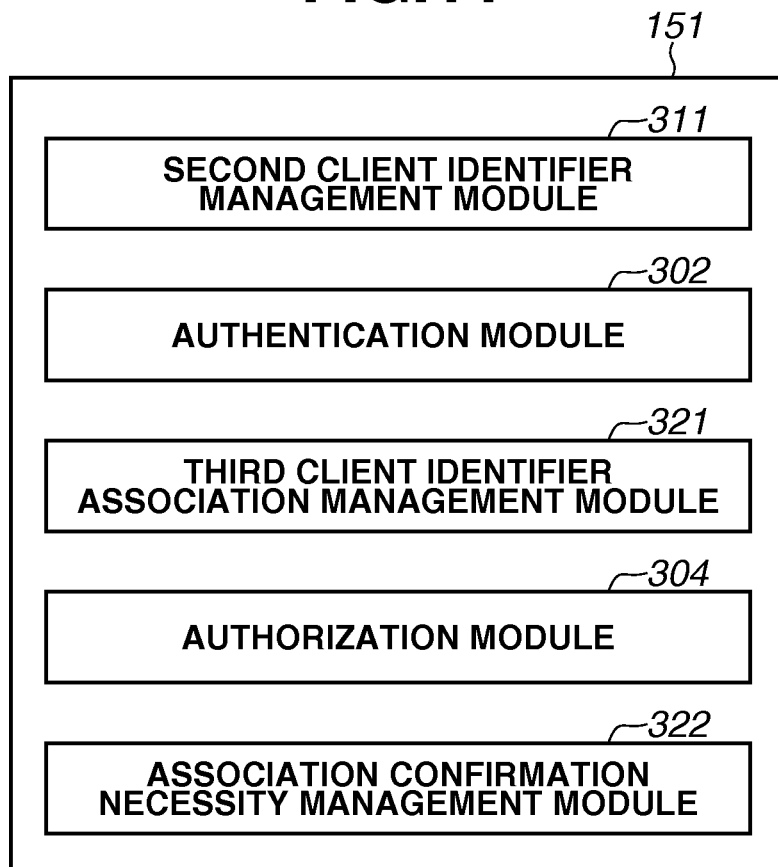 151
311
SECOND CLIENT IDENTIFIER
MANAGEMENT MODULE
302
AUTHENTICATION MODULE
321
THIRD CLIENT IDENTIFIER
ASSOCIATION MANAGEMENT MODULE
304
AUTHORIZATION MODULE
322
ASSOCIATION CONFIRMATION
NECESSITY MANAGEMENT MODULE